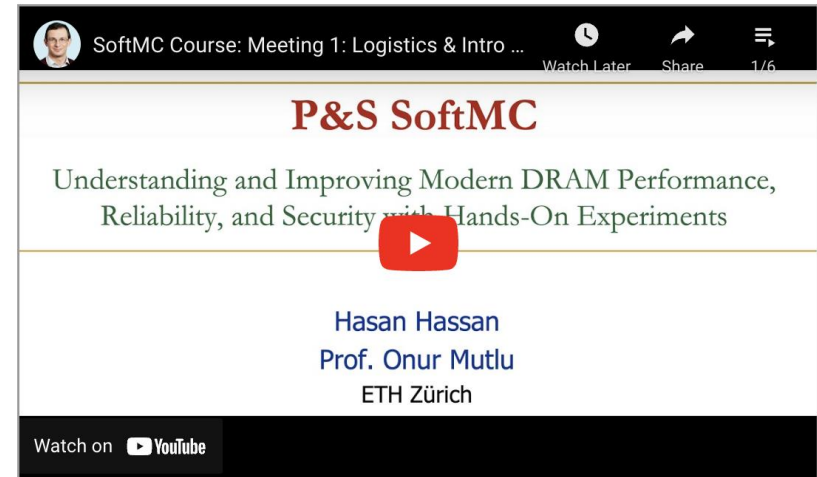 SoftMC Course: Meeting 1: Logistics & Intro ...
Watch Later
Share
1/6
P&S SoftMC
Understanding and Improving Modern DRAM Performance,
Reliability, and Security with Hands-On Experiments
Hasan Hassan
Prof. Onur Mutlu
ETH Zürich
Watch on YouTube